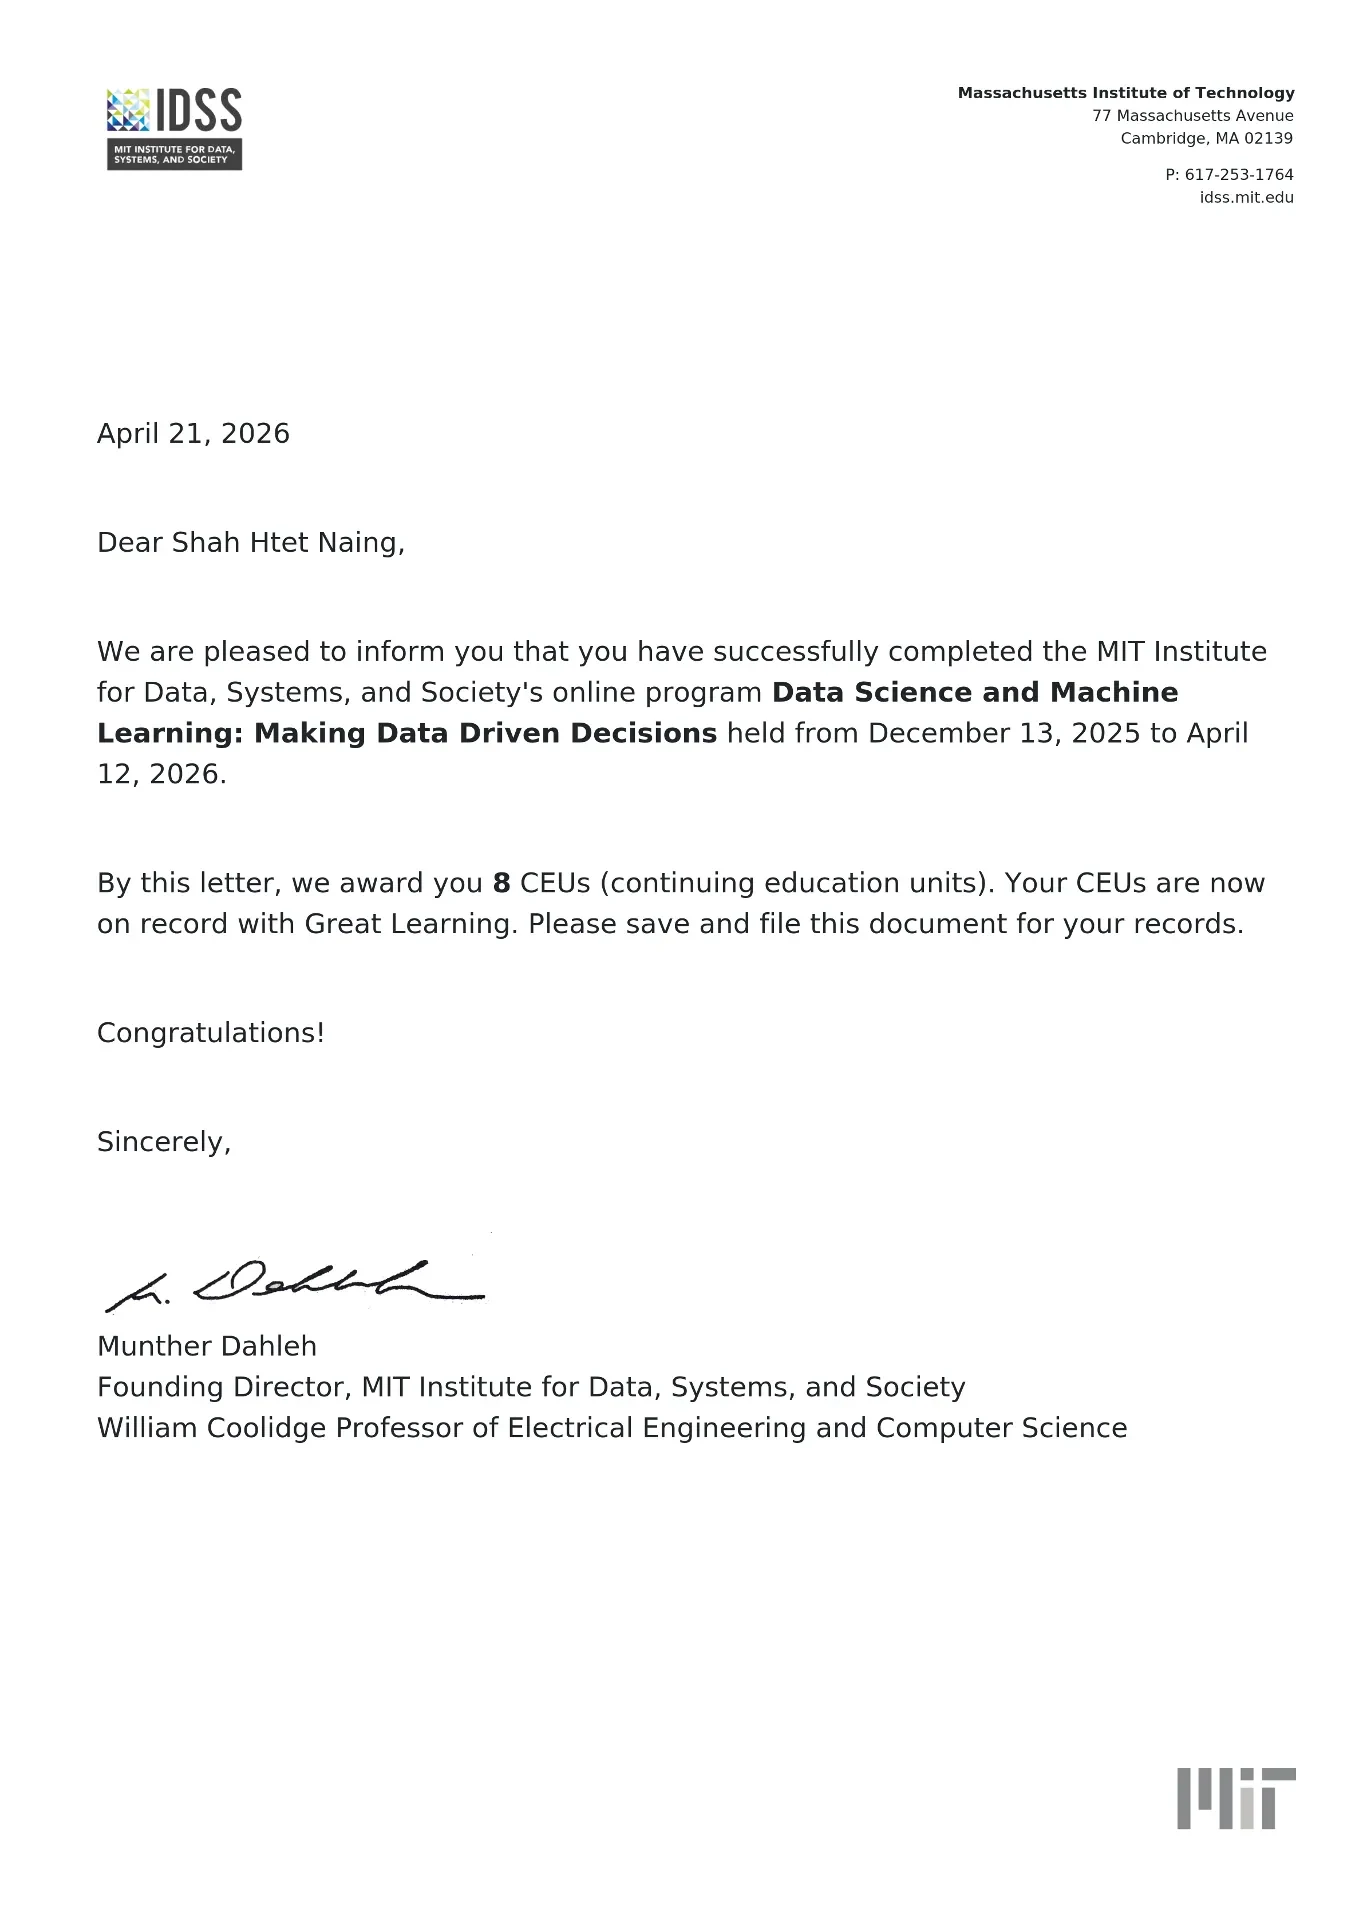 IDSS
MIT INSTITUTE FOR DATA,
SYSTEMS, AND SOCIETY
Massachusetts Institute of Technology
77 Massachusetts Avenue
Cambridge, MA 02139
P: 617-253-1764
idss.mit.edu
April 21, 2026
Dear Shah Htet Naing,
We are pleased to inform you that you have successfully completed the MIT Institute
for Data, Systems, and Society's online program Data Science and Machine
Learning: Making Data Driven Decisions held from December 13, 2025 to April
12, 2026.
By this letter, we award you 8 CEUs (continuing education units). Your CEUs are now
on record with Great Learning. Please save and file this document for your records.
Congratulations!
Sincerely,
M. Dahleh
Munther Dahleh
Founding Director, MIT Institute for Data, Systems, and Society
William Coolidge Professor of Electrical Engineering and Computer Science
MIT